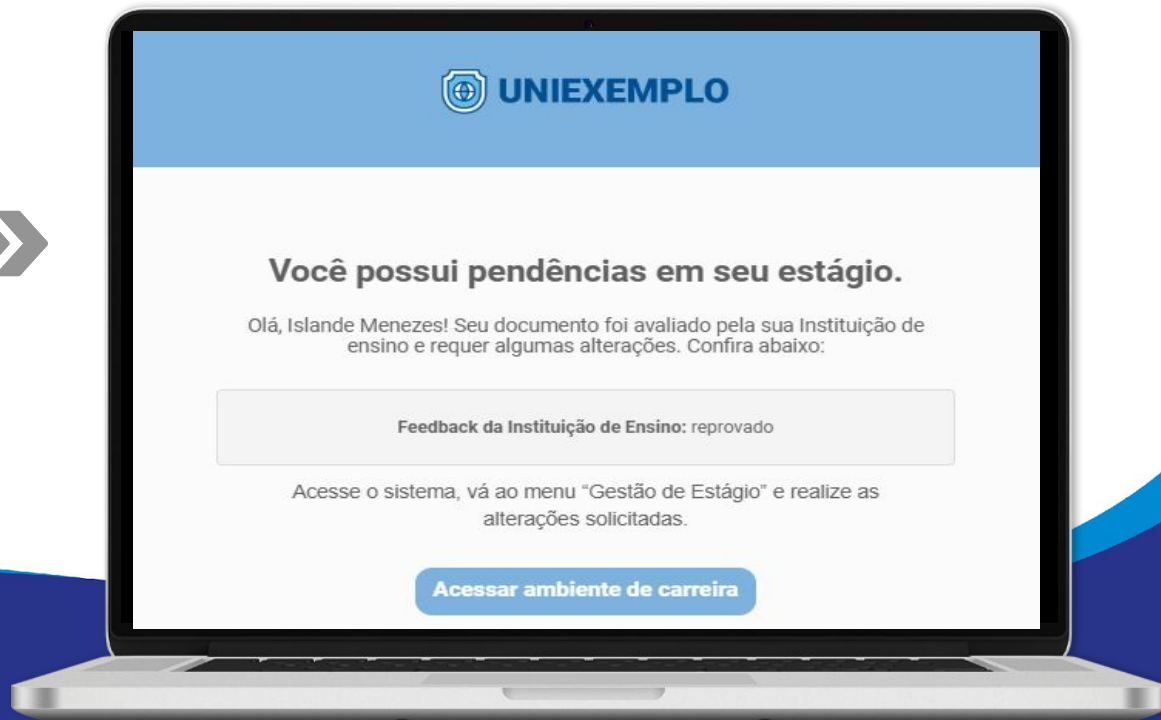 UNIEXEMPLO
Você possui pendências em seu estágio.
Olá, Islande Menezes! Seu documento foi avaliado pela sua Instituição de
ensino e requer algumas alterações. Confira abaixo:
Feedback da Instituição de Ensino: reprovado
Acesse o sistema, vá ao menu “Gestão de Estágio” e realize as
alterações solicitadas.
Acessar ambiente de carreira